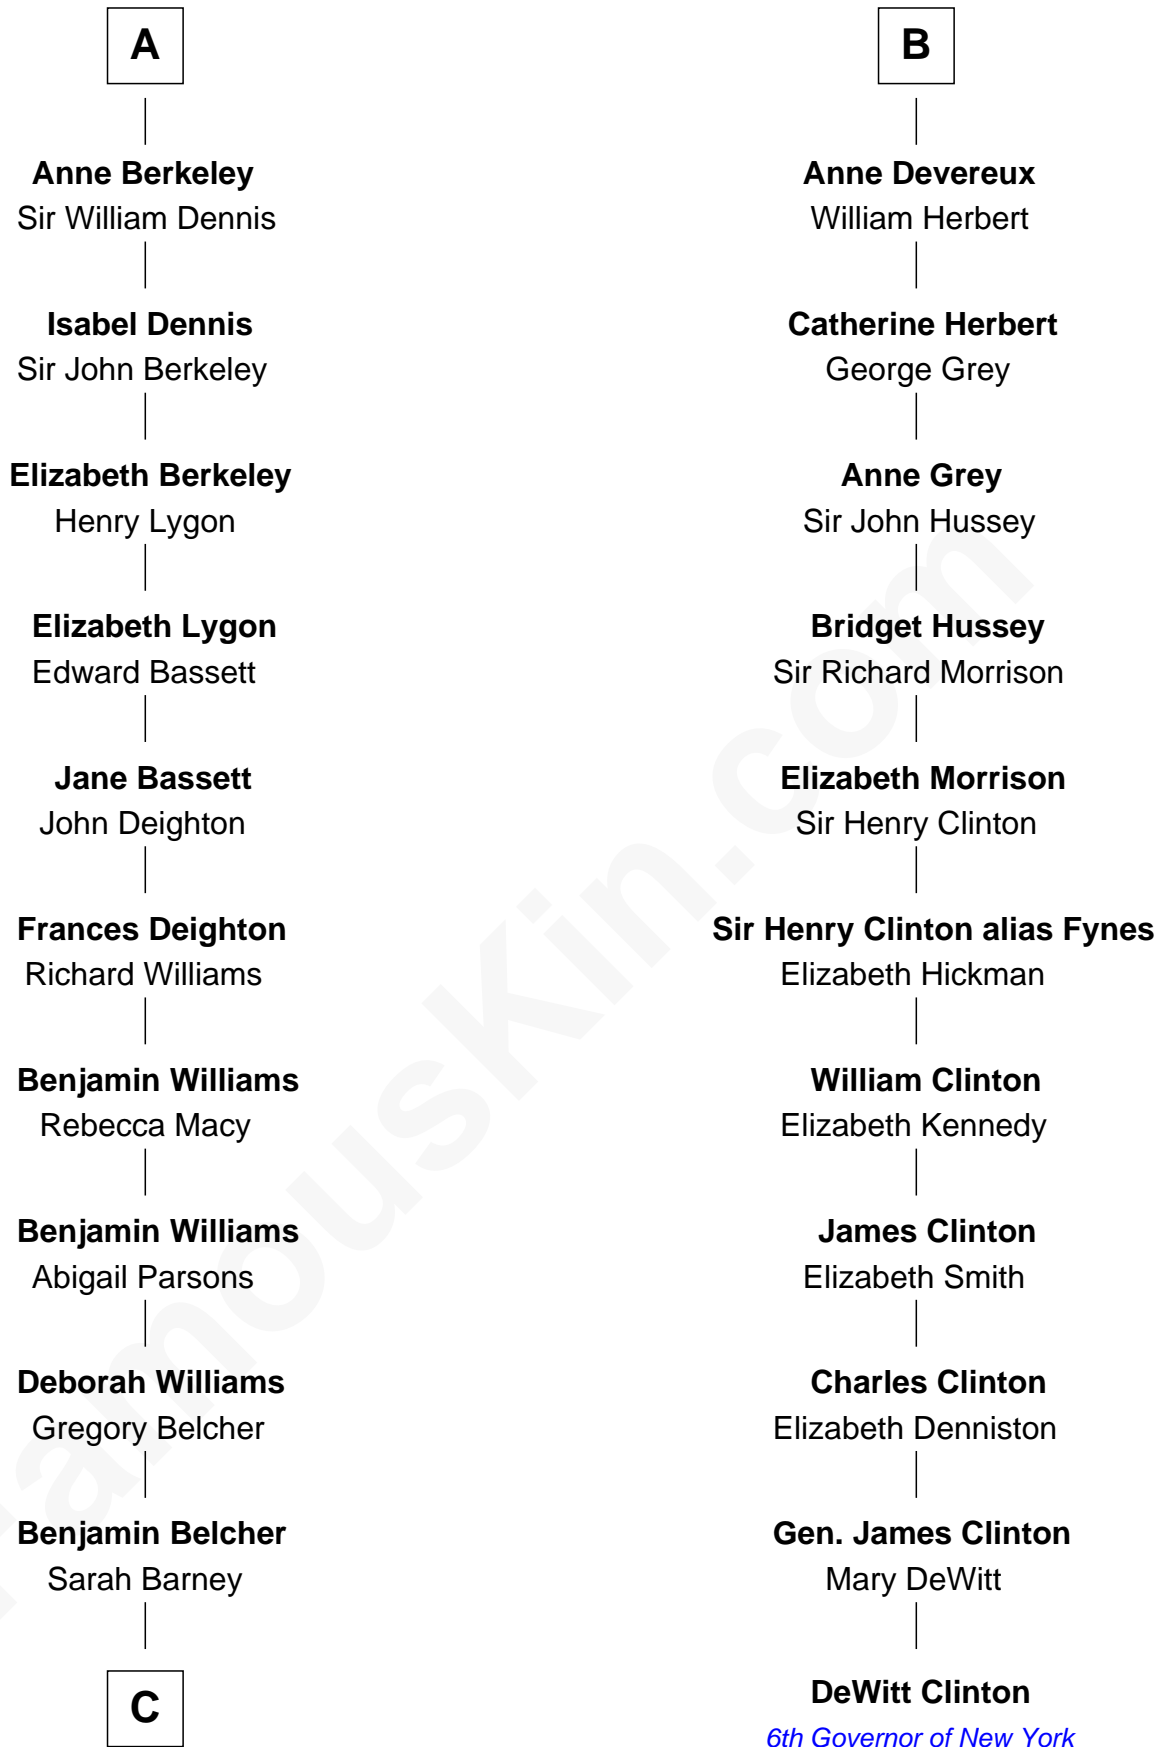 A
Anne Berkeley
Sir William Dennis
Isabel Dennis
Sir John Berkeley
Elizabeth Berkeley
Henry Lygon
Elizabeth Lygon
Edward Bassett
Jane Bassett
John Deighton
Frances Deighton
Richard Williams
Benjamin Williams
Rebecca Macy
Benjamin Williams
Abigail Parsons
Deborah Williams
Gregory Belcher
Benjamin Belcher
Sarah Barney
C
B
Anne Devereux
William Herbert
Catherine Herbert
George Grey
Anne Grey
Sir John Hussey
Bridget Hussey
Sir Richard Morrison
Elizabeth Morrison
Sir Henry Clinton
Sir Henry Clinton alias Fynes
Elizabeth Hickman
William Clinton
Elizabeth Kennedy
James Clinton
Elizabeth Smith
Charles Clinton
Elizabeth Denniston
Gen. James Clinton
Mary DeWitt
DeWitt Clinton
6th Governor of New York
FamousKin.com